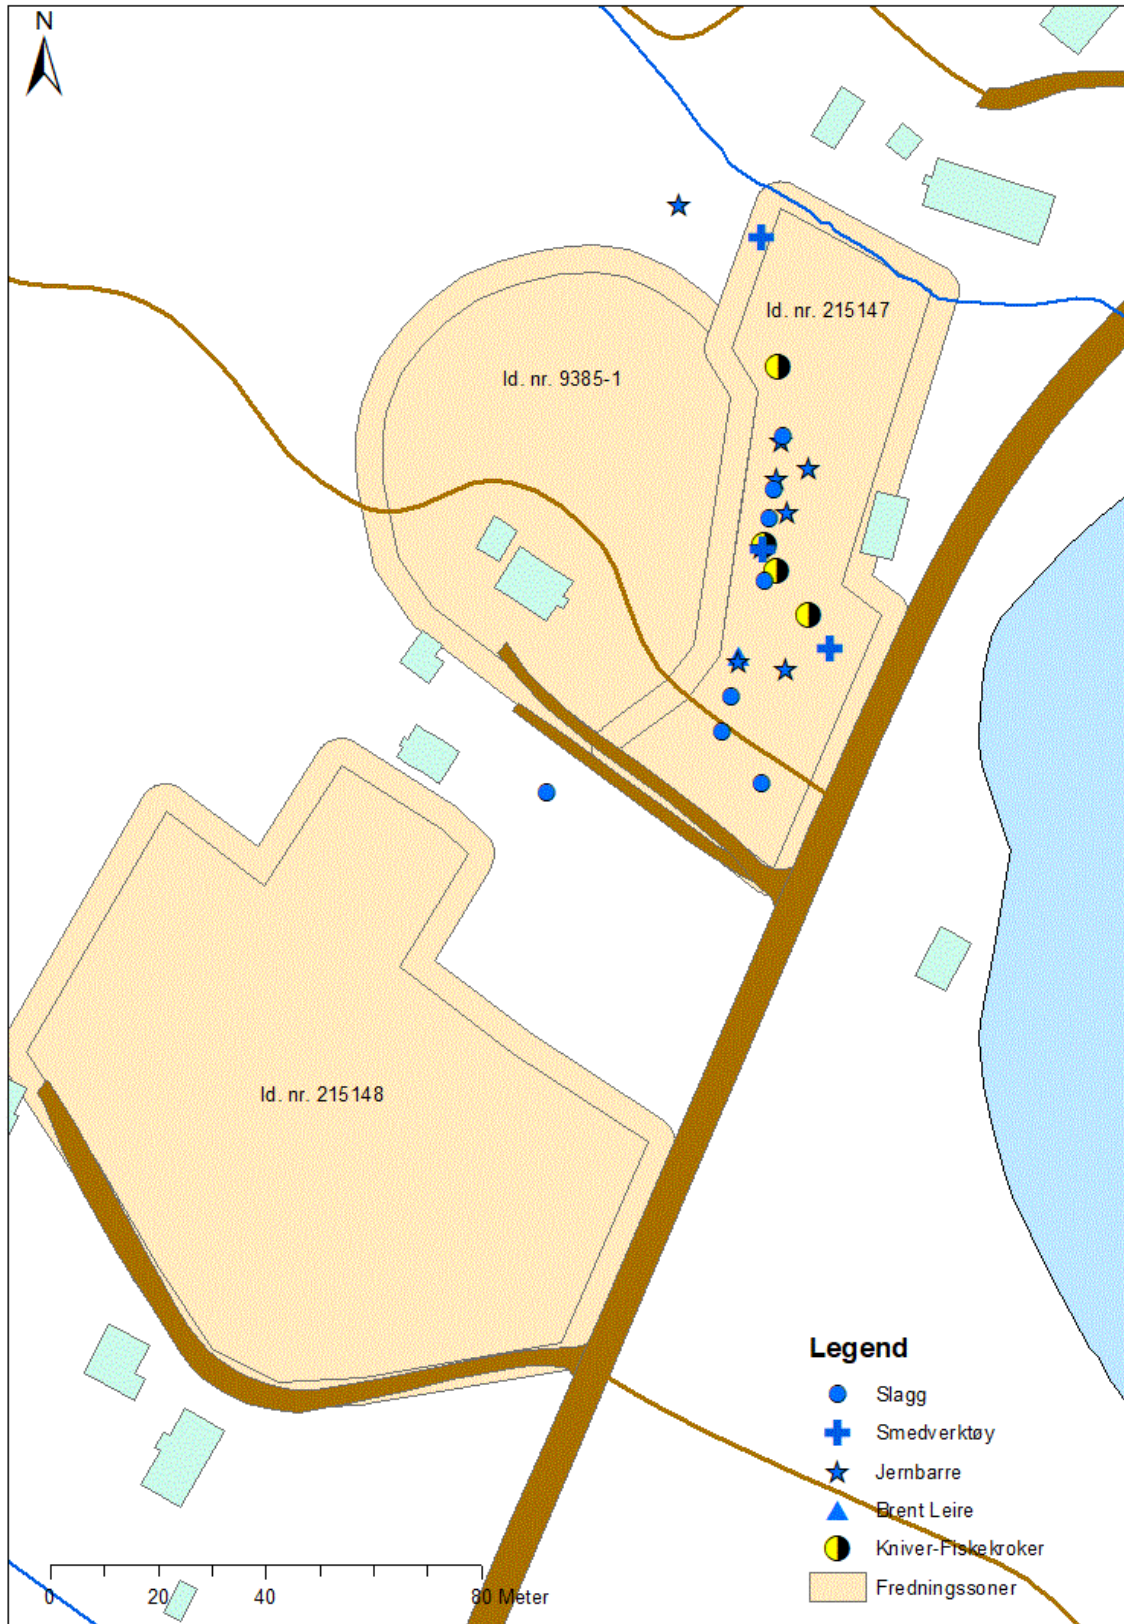 N
Id. nr. 215147
Id. nr. 9385-1
Id. nr. 215148
Legend
Slagg
Smedverktøy
Jernbarre
Brent Leire
Kniver-Fiskekroker
Fredningssoner
0 20 40 80 Meter